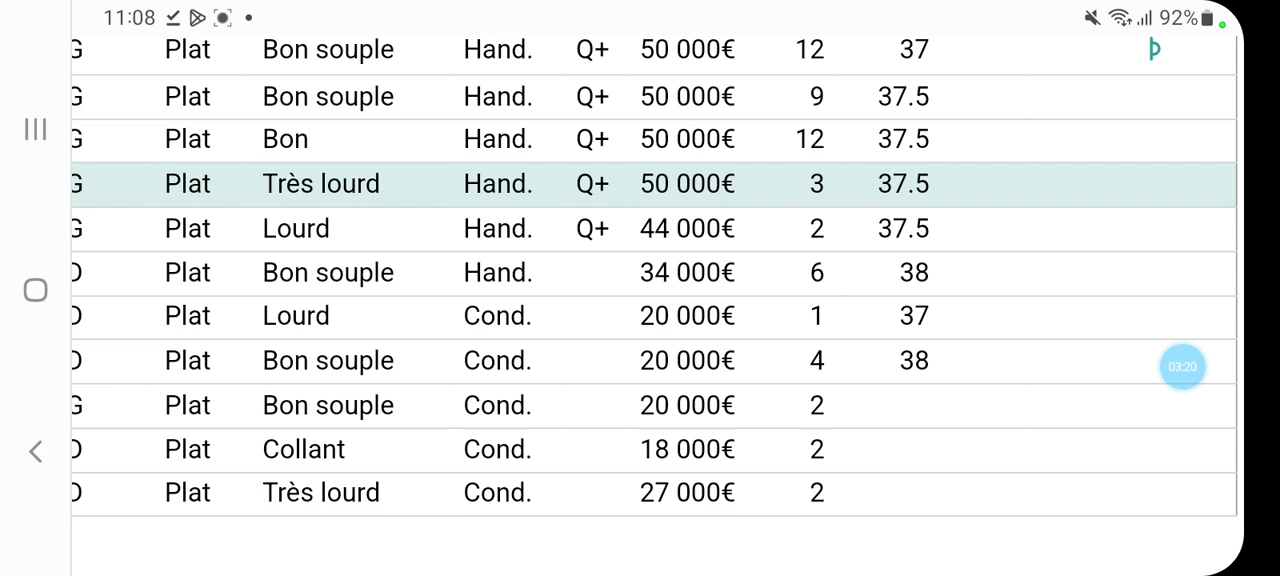 11:08 92%
G Plat Bon souple Hand. Q+ 50 000€ 12 37 þ
G Plat Bon souple Hand. Q+ 50 000€ 9 37.5
G Plat Bon Hand. Q+ 50 000€ 12 37.5
G Plat Très lourd Hand. Q+ 50 000€ 3 37.5
G Plat Lourd Hand. Q+ 44 000€ 2 37.5
D Plat Bon souple Hand. 34 000€ 6 38
D Plat Lourd Cond. 20 000€ 1 37
D Plat Bon souple Cond. 20 000€ 4 38
03:20
G Plat Bon souple Cond. 20 000€ 2
D Plat Collant Cond. 18 000€ 2
D Plat Très lourd Cond. 27 000€ 2